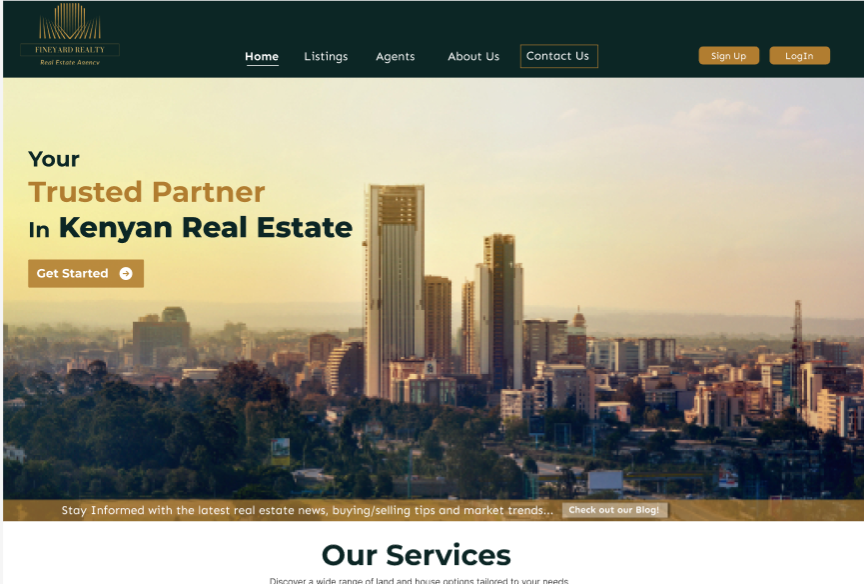 FINEYARD REALTY
Real Estate Agency
Home Listings Agents About Us Contact Us Sign Up LogIn
Your
Trusted Partner
In Kenyan Real Estate
Get Started
Stay Informed with the latest real estate news, buying/selling tips and market trends... Check out our Blog!
Our Services
Discover a wide range of land and house options tailored to your needs.